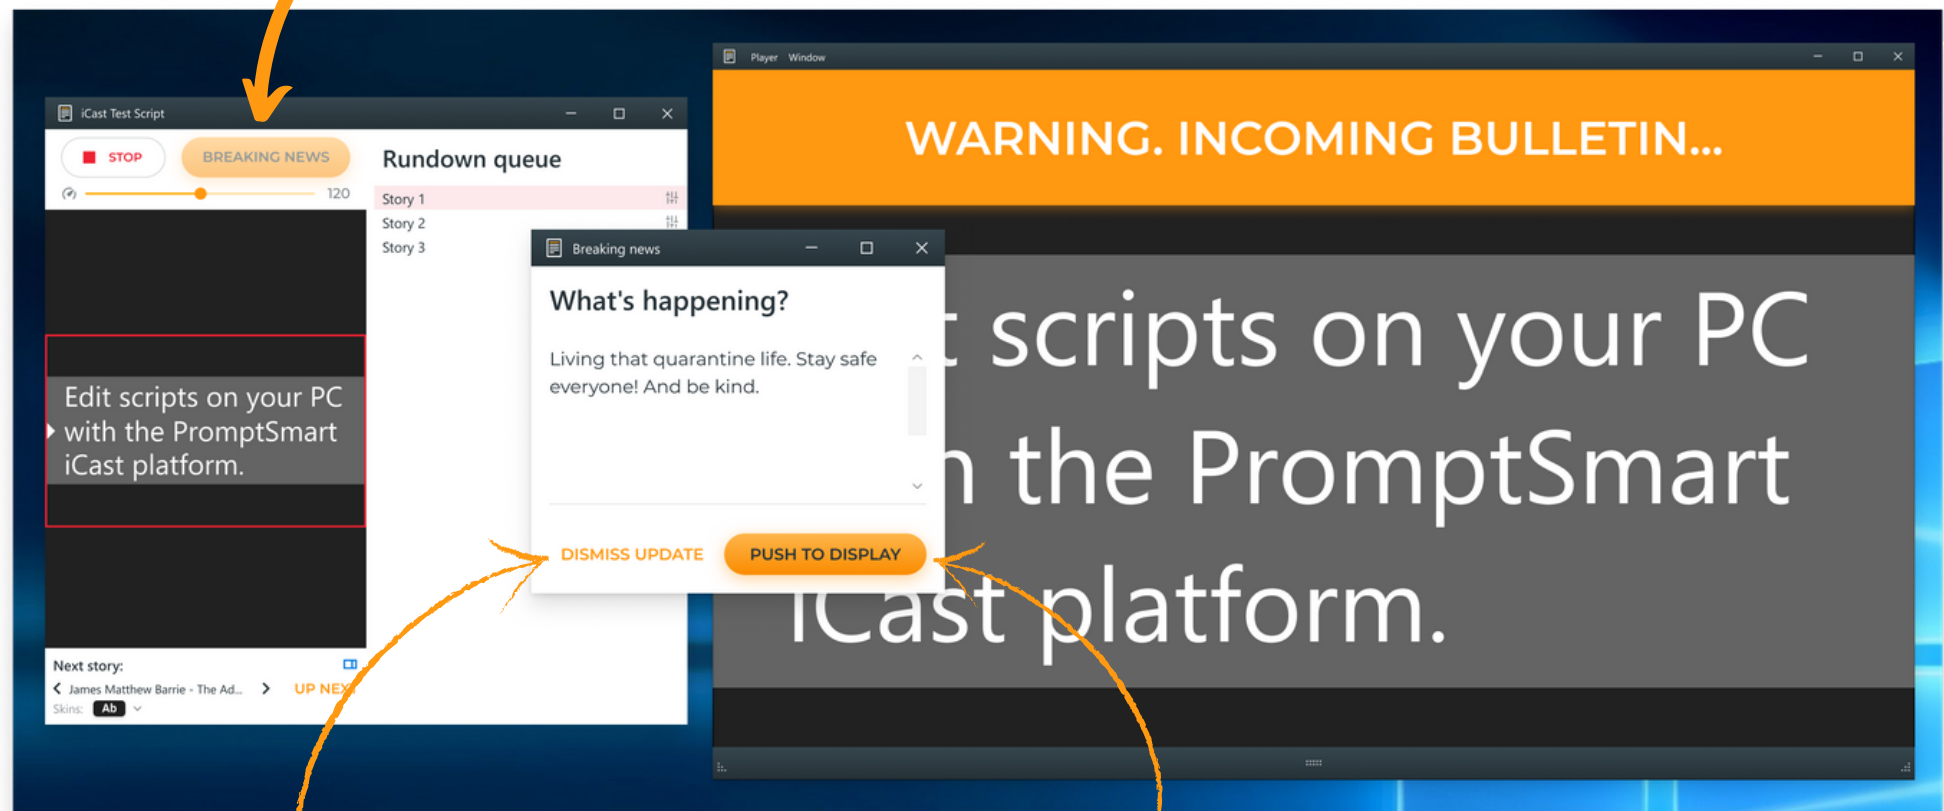 iCast Test Script
STOP
BREAKING NEWS
120
Rundown queue
Story 1
Story 2
Story 3
Edit scripts on your PC
with the PromptSmart
iCast platform.
Next story:
James Matthew Barrie - The Ad...
UP NEXT
Skins:
Ab
Breaking news
What's happening?
Living that quarantine life. Stay safe
everyone! And be kind.
DISMISS UPDATE
PUSH TO DISPLAY
Player Window
WARNING. INCOMING BULLETIN...
t scripts on your PC
the PromptSmart
iCast platform.